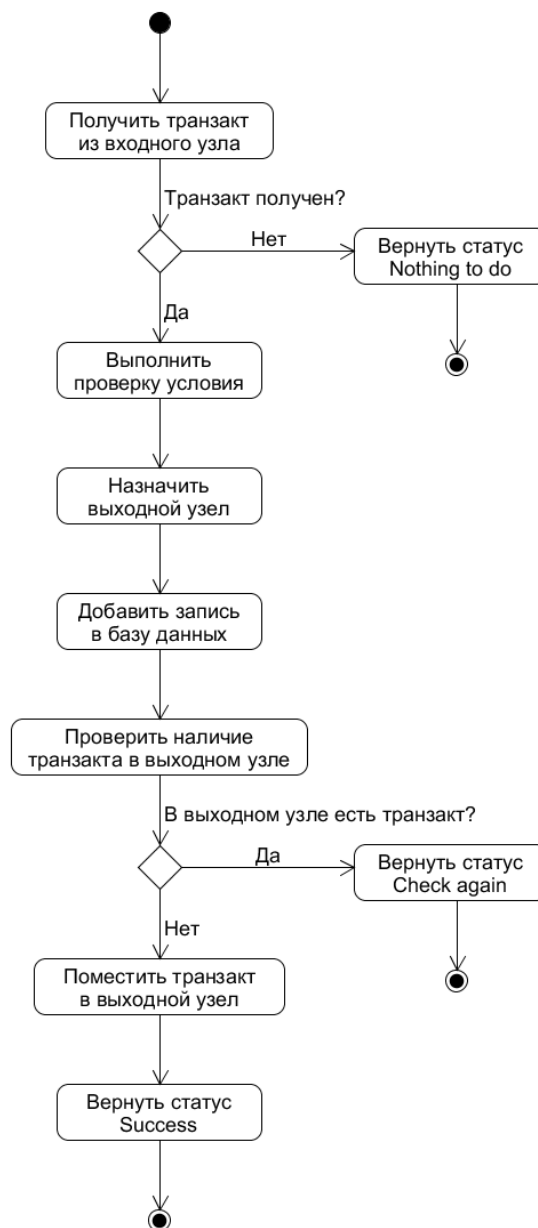 Получить транзакт
из входного узла
Транзакт получен?
Нет
Вернуть статус
Nothing to do
Да
Выполнить
проверку условия
Назначить
выходной узел
Добавить запись
в базу данных
Проверить наличие
транзакта в выходном узле
В выходном узле есть транзакт?
Да
Вернуть статус
Check again
Нет
Поместить транзакт
в выходной узел
Вернуть статус
Success